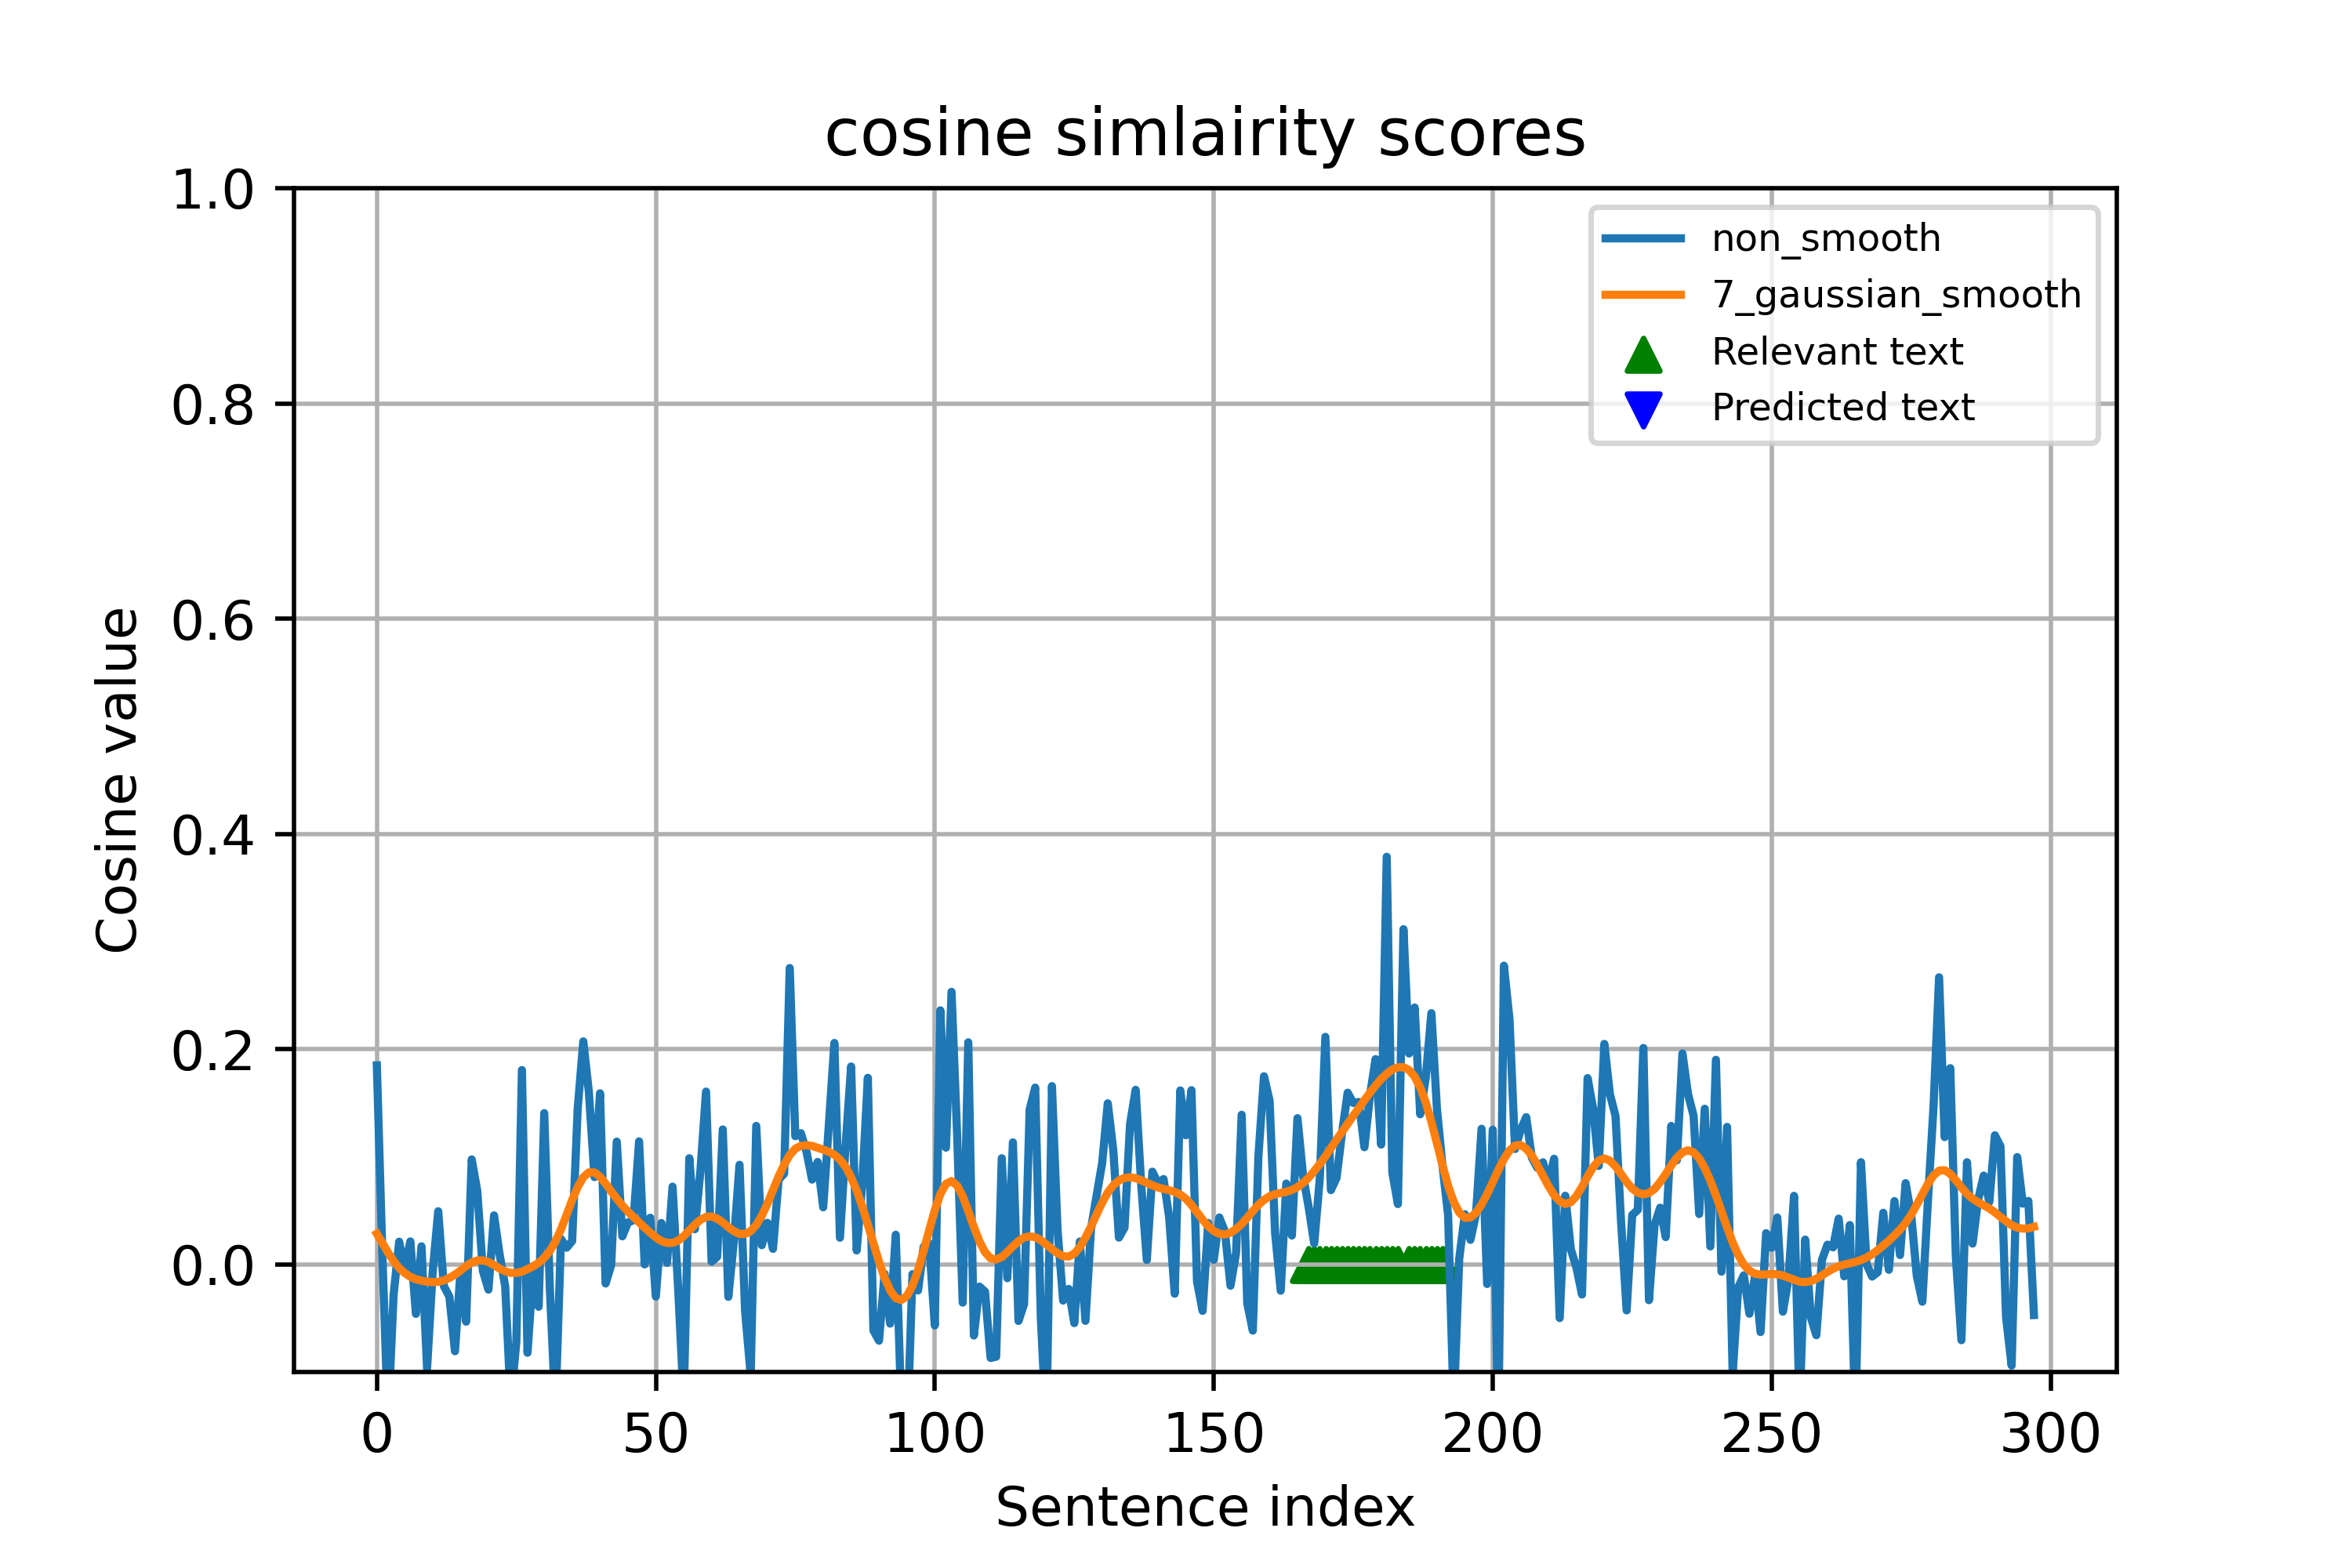 cosine simlairity scores
non_smooth
7_gaussian_smooth
Relevant text
Predicted text
1.0
0.8
0.6
0.4
0.2
0.0
Cosine value
0 50 100 150 200 250 300
Sentence index